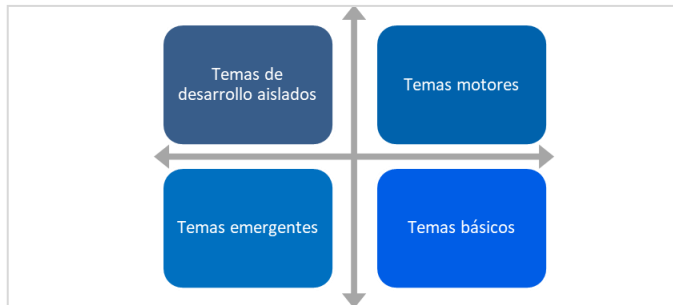 Temas de
desarrollo aislados
Temas motores
Temas emergentes
Temas básicos